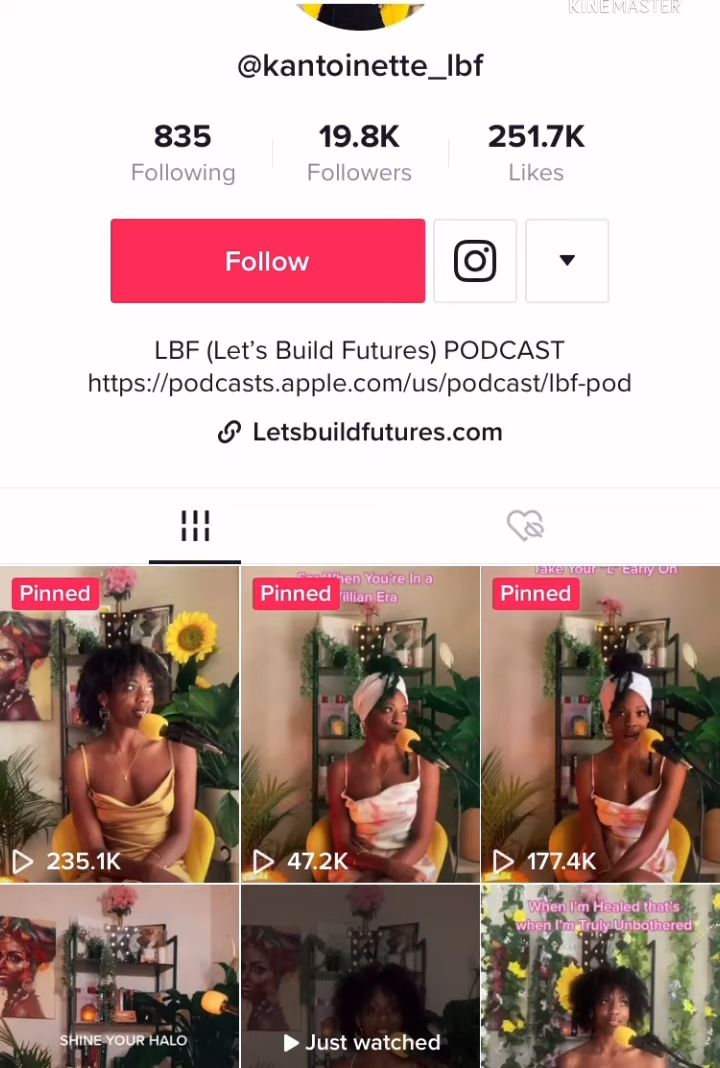 KINEMASTER
@kantoinette_lbf
835 19.8K 251.7K
Following Followers Likes
Follow
LBF (Let’s Build Futures) PODCAST
https://podcasts.apple.com/us/podcast/lbf-pod
Letsbuildfutures.com
Pinned
235.1K
For When You're In a
Villian Era
Pinned
47.2K
Take Your "L" Early On
Pinned
177.4K
SHINE YOUR HALO
Just watched
When I'm Healed that's
when I'm Truly Unbothered